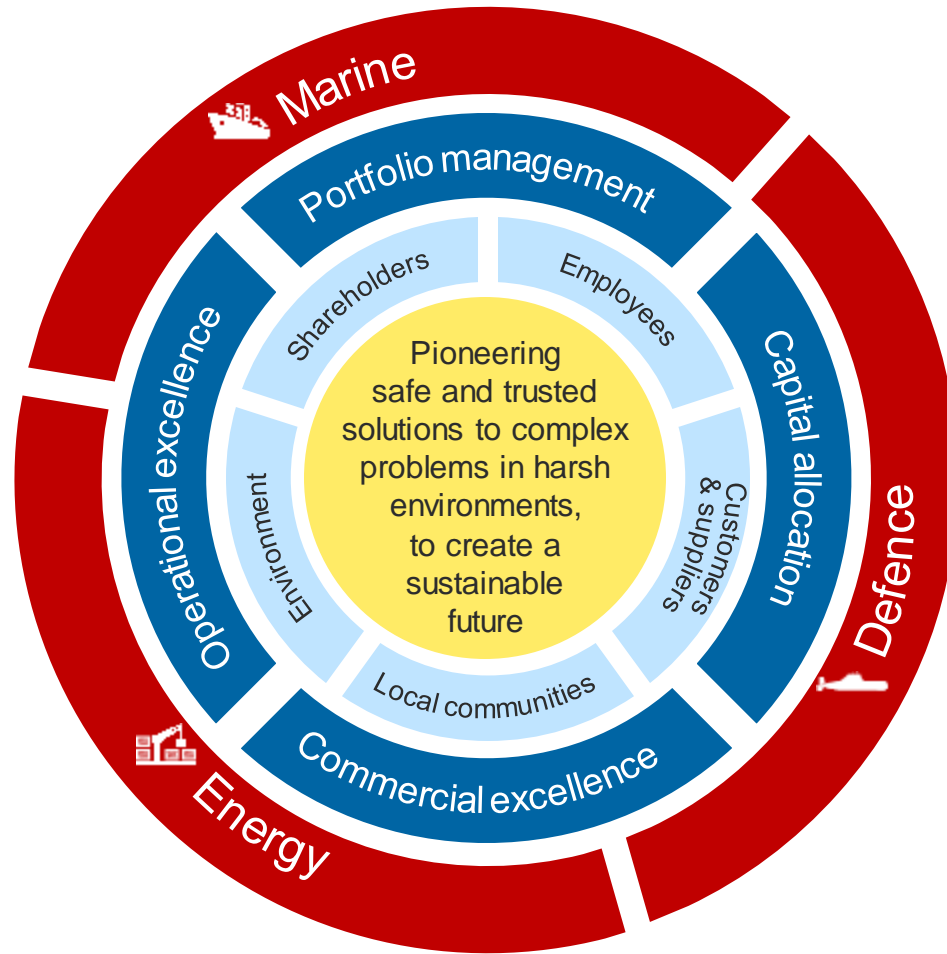 Marine
Defence
Energy
Portfolio management
Capital allocation
Commercial excellence
Operational excellence
Shareholders
Employees
Customers
& suppliers
Local communities
Environment
Pioneering
safe and trusted
solutions to complex
problems in harsh
environments,
to create a
sustainable
future